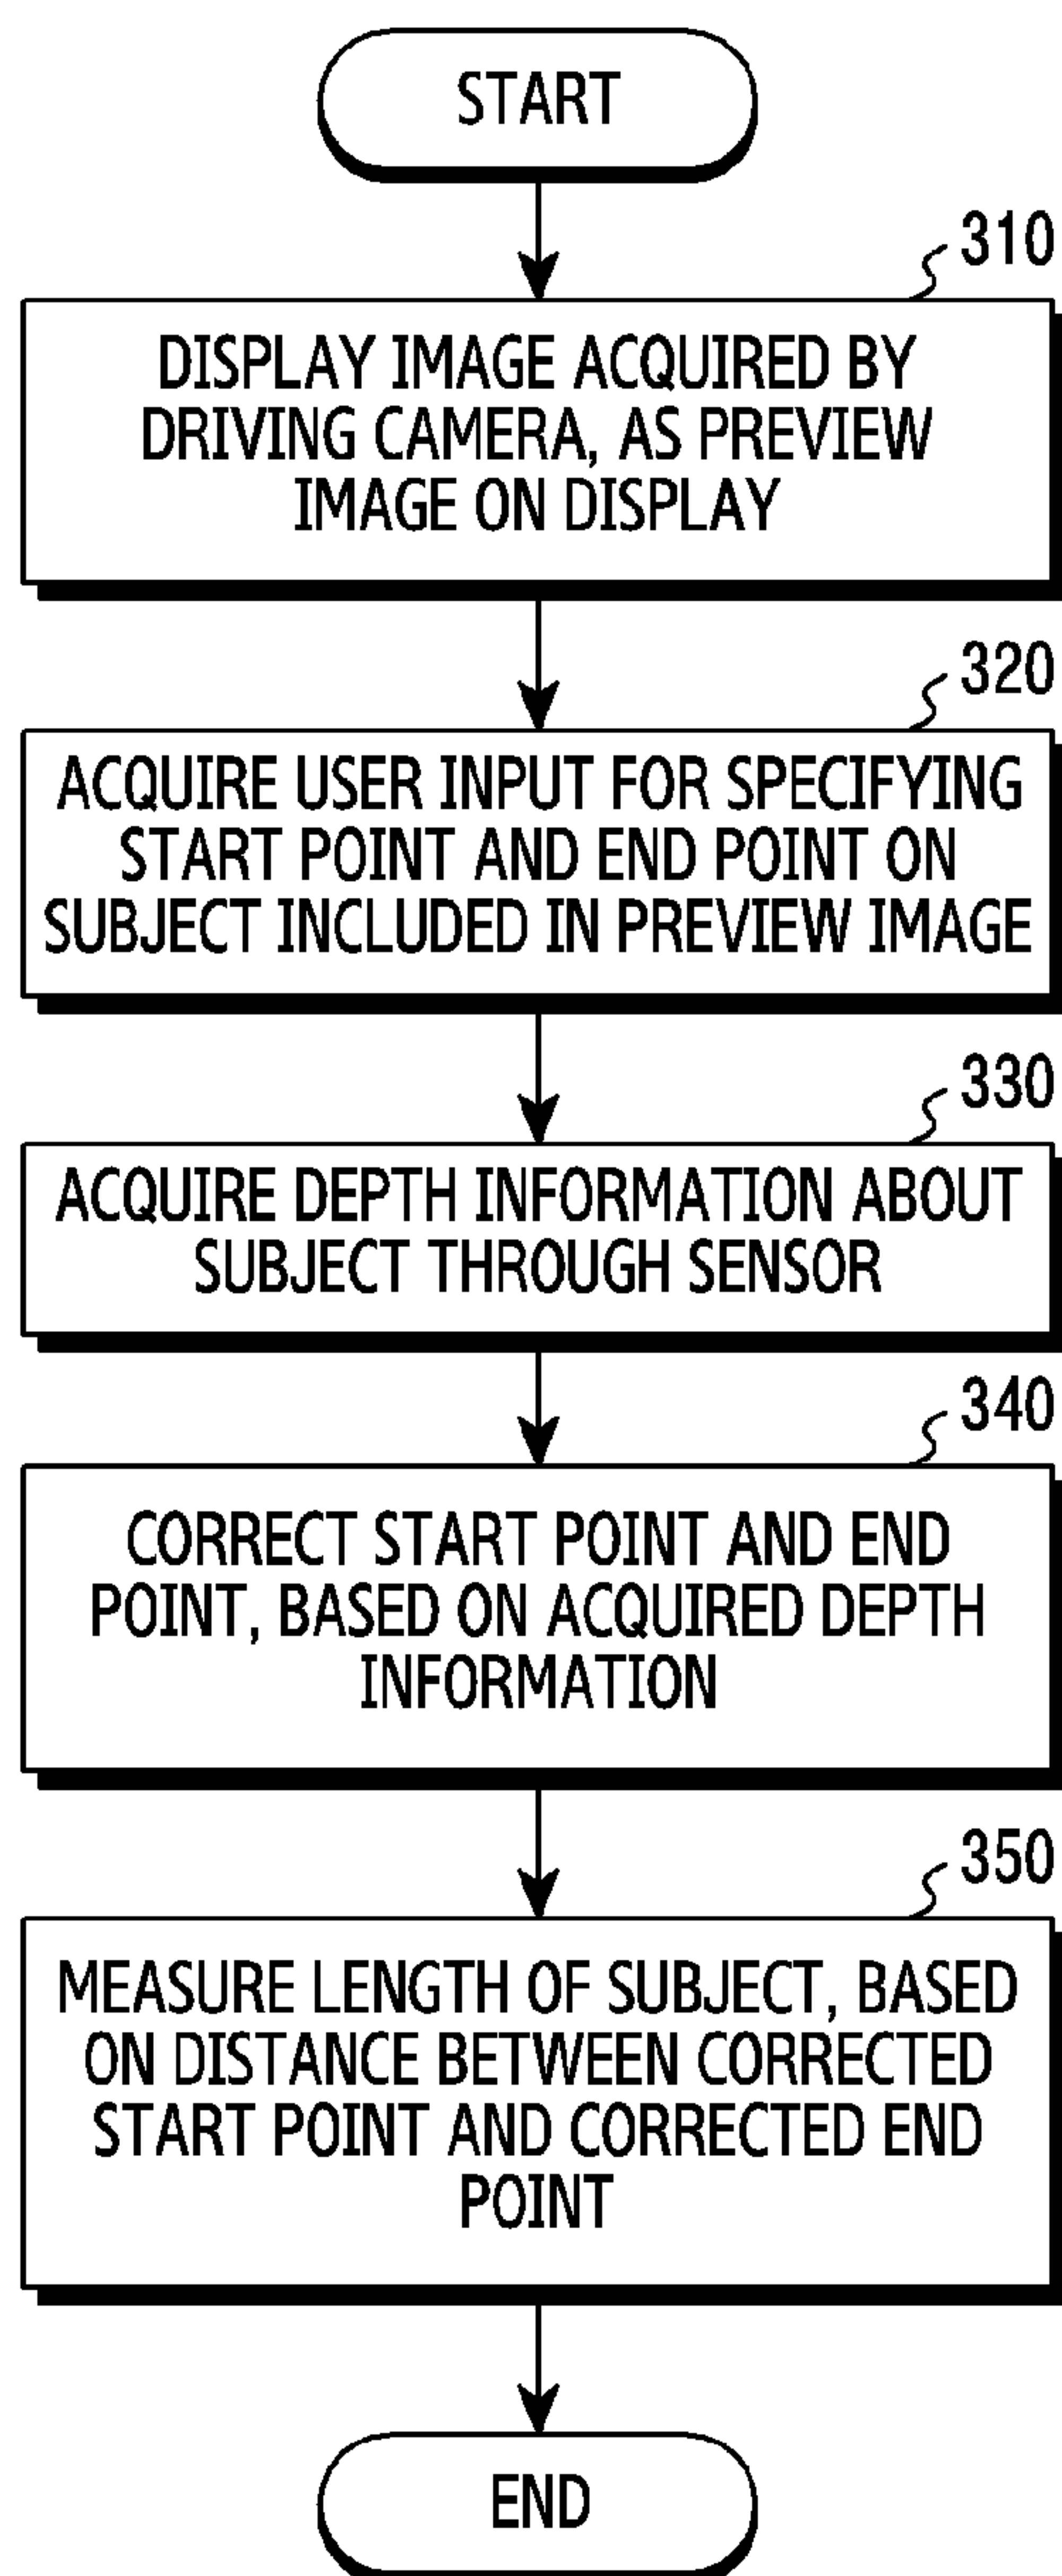 START
310
DISPLAY IMAGE ACQUIRED BY
DRIVING CAMERA, AS PREVIEW
IMAGE ON DISPLAY
320
ACQUIRE USER INPUT FOR SPECIFYING
START POINT AND END POINT ON
SUBJECT INCLUDED IN PREVIEW IMAGE
330
ACQUIRE DEPTH INFORMATION ABOUT
SUBJECT THROUGH SENSOR
340
CORRECT START POINT AND END
POINT, BASED ON ACQUIRED DEPTH
INFORMATION
350
MEASURE LENGTH OF SUBJECT, BASED
ON DISTANCE BETWEEN CORRECTED
START POINT AND CORRECTED END
POINT
END